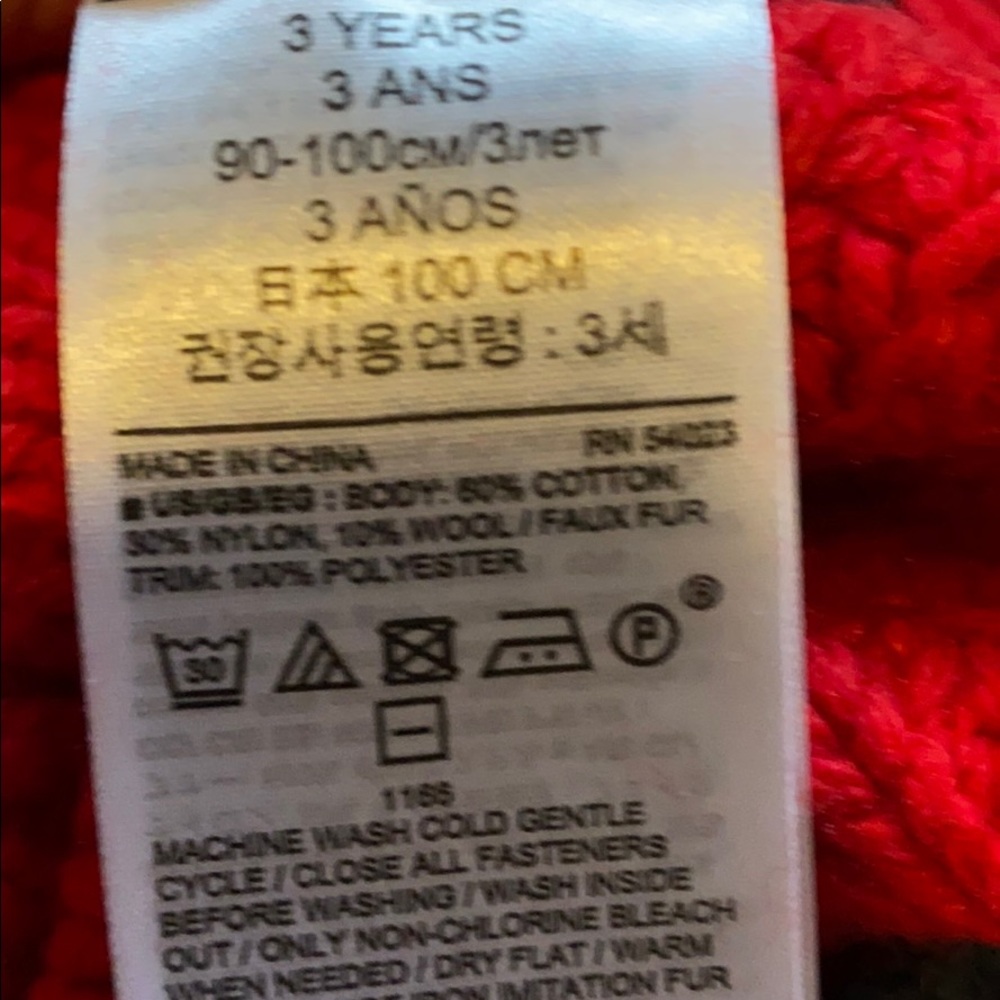 3 YEARS
3 ANS
90-100см/3лет
3 AÑOS
日本 100 CM
권장사용연령 : 3세
MADE IN CHINA RN 54023
US/GB/EG : BODY: 60% COTTON,
30% NYLON, 10% WOOL / FAUX FUR
TRIM: 100% POLYESTER
30
P
®
1165
MACHINE WASH COLD GENTLE
CYCLE / CLOSE ALL FASTENERS
BEFORE WASHING / WASH INSIDE
OUT / ONLY NON-CHLORINE BLEACH
WHEN NEEDED / DRY FLAT / WARM
IRON IMITATION FUR